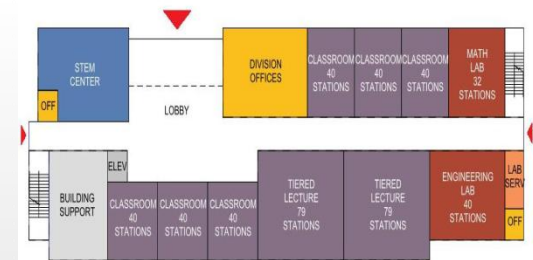 STEM
CENTER
OFF
LOBBY
DIVISION
OFFICES
CLASSROOM
40
STATIONS
CLASSROOM
40
STATIONS
CLASSROOM
40
STATIONS
MATH
LAB
32
STATIONS
BUILDING
SUPPORT
ELEV
CLASSROOM
40
STATIONS
CLASSROOM
40
STATIONS
CLASSROOM
40
STATIONS
TIERED
LECTURE
79
STATIONS
TIERED
LECTURE
79
STATIONS
ENGINEERING
LAB
40
STATIONS
LAB
SERV
OFF